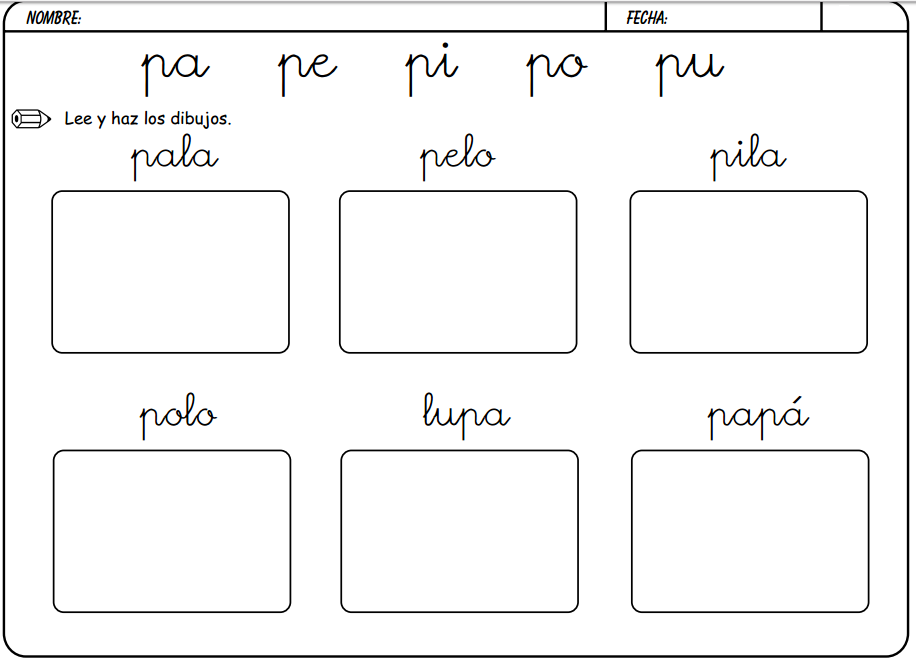 NOMBRE: FECHA:
pa pe pi po pu
Lee y haz los dibujos.
pala pelo pila
polo lupa papá